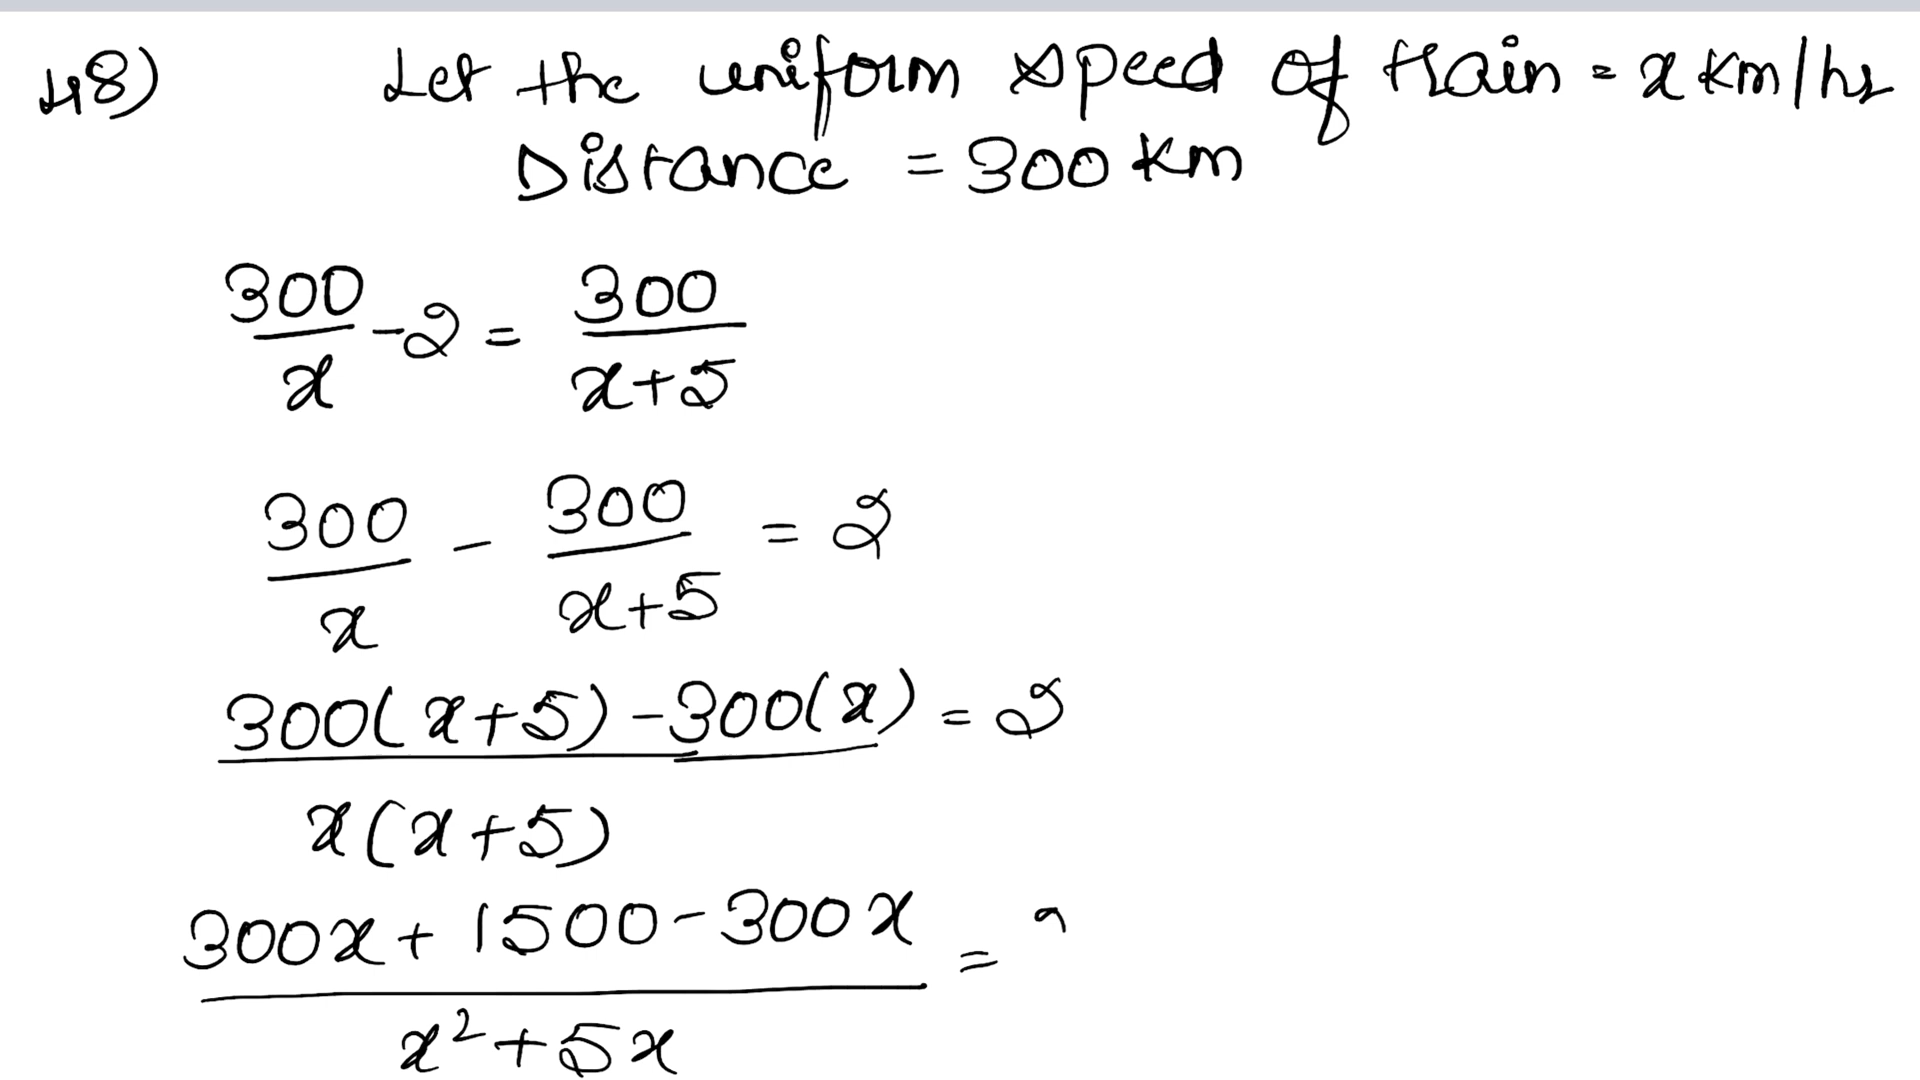 48) Let the uniform speed of train = x km/hr
Distance = 300 km
300/x - 2 = 300/x+5
300/x - 300/x+5 = 2
300(x+5) - 300(x) / x(x+5) = 2
300x + 1500 - 300x / x² + 5x =